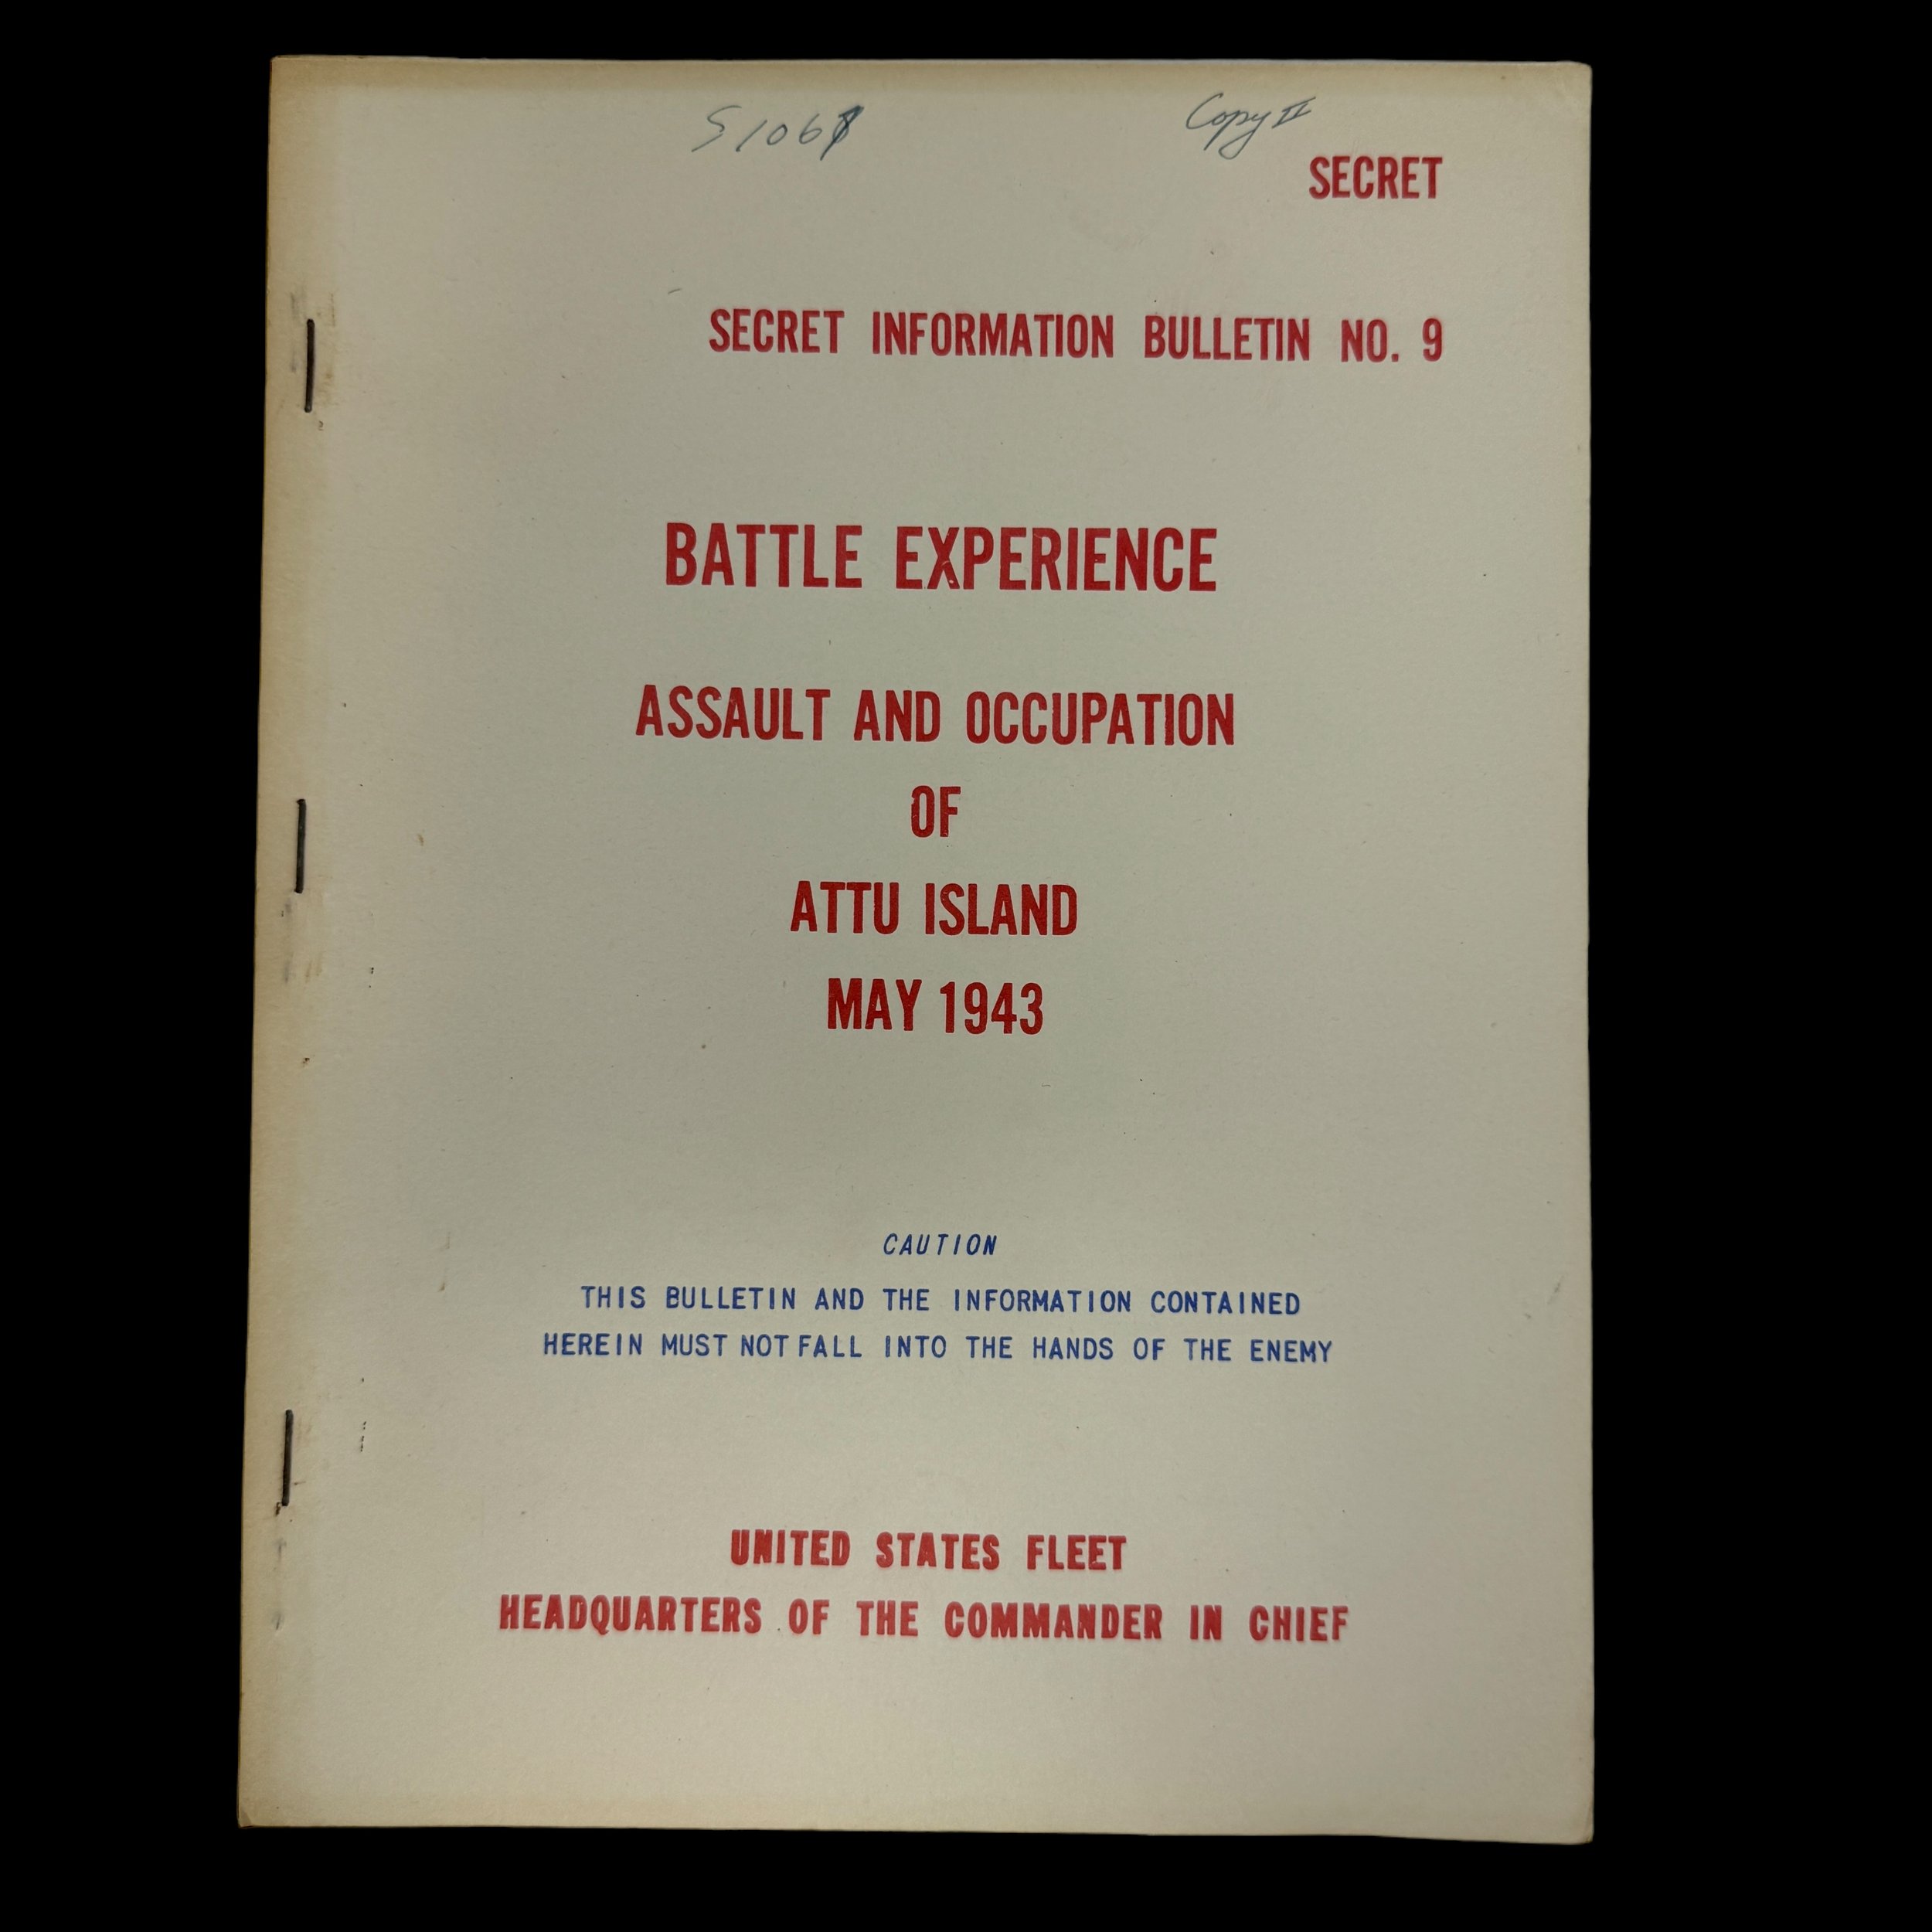 Copy II
SECRET
SECRET INFORMATION BULLETIN NO. 9
BATTLE EXPERIENCE
ASSAULT AND OCCUPATION
OF
ATTU ISLAND
MAY 1943
CAUTION
THIS BULLETIN AND THE INFORMATION CONTAINED
HEREIN MUST NOT FALL INTO THE HANDS OF THE ENEMY
UNITED STATES FLEET
HEADQUARTERS OF THE COMMANDER IN CHIEF